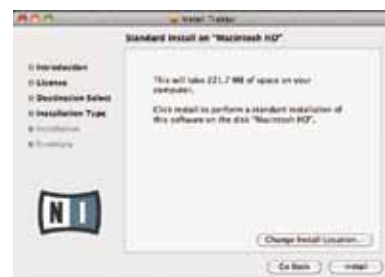 Install Traktor
Standard Install on "Macintosh HD"
Introduction
License
Destination Select
Installation Type
Installation
Summary
This will take 221.7 MB of space on your
computer.
Click Install to perform a standard installation of
this software on the disk "Macintosh HD".
NI
Change Install Location...
Go Back
Install